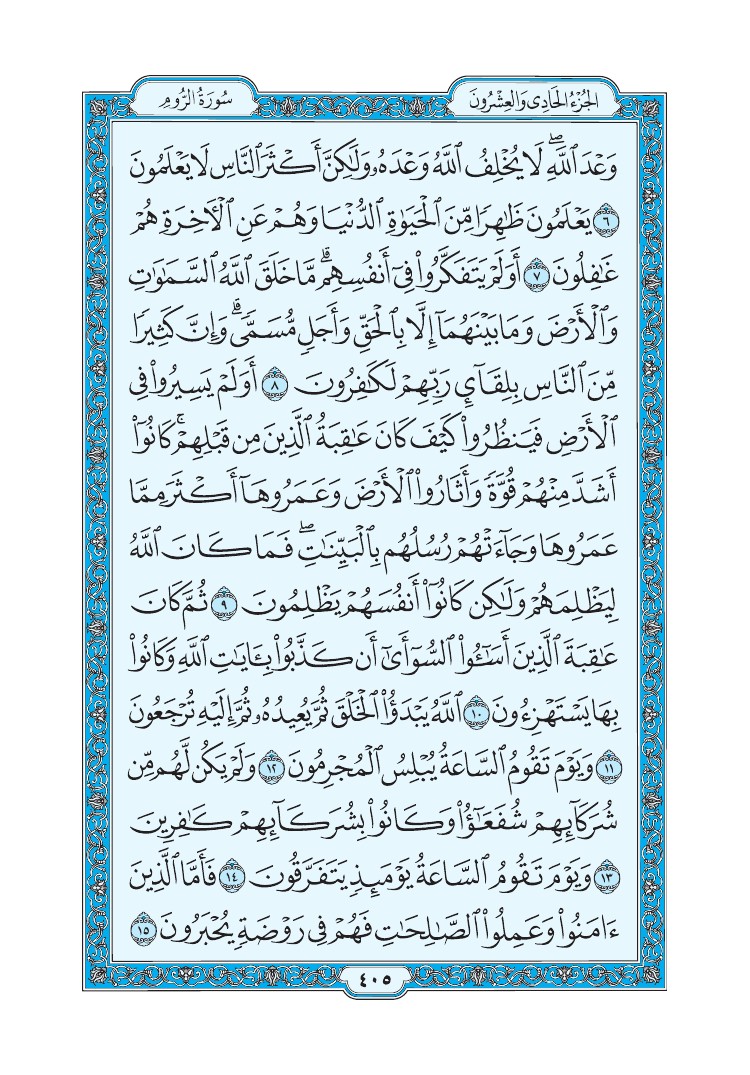 الجُزْءُ الحَادِى وَالعِشْرُونَ
سُورَةُ الرُّومِ
وَعْدَ ٱللَّهِۖ لَا يُخْلِفُ ٱللَّهُ وَعْدَهُۥ وَلَٰكِنَّ أَكْثَرَ ٱلنَّاسِ لَا يَعْلَمُونَ
٦ يَعْلَمُونَ ظَٰهِرًا مِّنَ ٱلْحَيَوٰةِ ٱلدُّنْيَا وَهُمْ عَنِ ٱلْءَاخِرَةِ هُمْ
غَٰفِلُونَ ٧ أَوَلَمْ يَتَفَكَّرُوا۟ فِىٓ أَنفُسِهِمۗ مَّا خَلَقَ ٱللَّهُ ٱلسَّمَٰوَٰتِ
وَٱلْأَرْضَ وَمَا بَيْنَهُمَآ إِلَّا بِٱلْحَقِّ وَأَجَلٍ مُّسَمًّىۗ وَإِنَّ كَثِيرًا
مِّنَ ٱلنَّاسِ بِلِقَآئِ رَبِّهِمْ لَكَٰفِرُونَ ٨ أَوَلَمْ يَسِيرُوا۟ فِى
ٱلْأَرْضِ فَيَنظُرُوا۟ كَيْفَ كَانَ عَٰقِبَةُ ٱلَّذِينَ مِن قَبْلِهِمْۚ كَانُوٓا۟
أَشَدَّ مِنْهُمْ قُوَّةً وَأَثَارُوا۟ ٱلْأَرْضَ وَعَمَرُوهَآ أَكْثَرَ مِمَّا
عَمَرُوهَا وَجَآءَتْهُمْ رُسُلُهُم بِٱلْبَيِّنَٰتِۖ فَمَا كَانَ ٱللَّهُ
لِيَظْلِمَهُمْ وَلَٰكِن كَانُوٓا۟ أَنفُسَهُمْ يَظْلِمُونَ ٩ ثُمَّ كَانَ
عَٰقِبَةَ ٱلَّذِينَ أَسَٰٓـُٔوا۟ ٱلسُّوٓأَىٰٓ أَن كَذَّبُوا۟ بِـَٔايَٰتِ ٱللَّهِ وَكَانُوا۟
بِهَا يَسْتَهْزِءُونَ ١٠ ٱللَّهُ يَبْدَؤُا۟ ٱلْخَلْقَ ثُمَّ يُعِيدُهُۥ ثُمَّ إِلَيْهِ تُرْجَعُونَ
١١ وَيَوْمَ تَقُومُ ٱلسَّاعَةُ يُبْلِسُ ٱلْمُجْرِمُونَ ١٢ وَلَمْ يَكُن لَّهُم مِّن
شُرَكَآئِهِمْ شُفَعَٰٓؤُا۟ وَكَانُوا۟ بِشُرَكَآئِهِمْ كَٰفِرِينَ
١٣ وَيَوْمَ تَقُومُ ٱلسَّاعَةُ يَوْمَئِذٍ يَتَفَرَّقُونَ ١٤ فَأَمَّا ٱلَّذِينَ
ءَامَنُوا۟ وَعَمِلُوا۟ ٱلصَّٰلِحَٰتِ فَهُمْ فِى رَوْضَةٍ يُحْبَرُونَ ١٥
٤٠٥